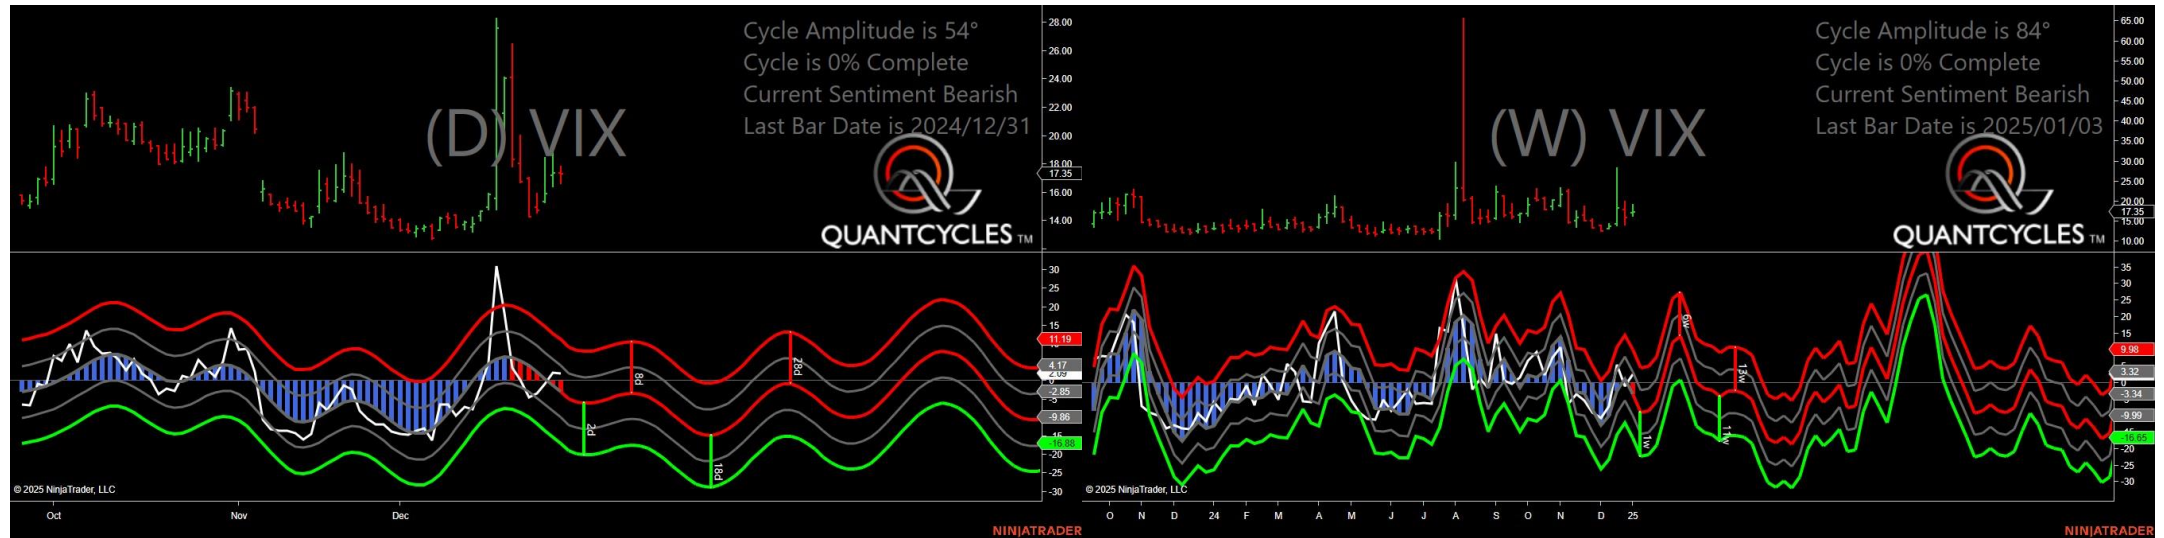 Cycle Amplitude is 54°
Cycle is 0% Complete
Current Sentiment Bearish
Last Bar Date is 2024/12/31
(D) VIX
QUANTCYCLES TM
28.00
26.00
24.00
22.00
20.00
18.00
17.35
16.00
14.00
30
25
20
15
11.19
4.17
2.09
-2.85
-9.86
-16.88
-20
-25
-30
2d
8d
18d
28d
© 2025 NinjaTrader, LLC
Oct Nov Dec
NINJATRADER
Cycle Amplitude is 84°
Cycle is 0% Complete
Current Sentiment Bearish
Last Bar Date is 2025/01/03
(W) VIX
QUANTCYCLES TM
65.00
60.00
55.00
50.00
45.00
40.00
35.00
30.00
25.00
20.00
17.35
15.00
10.00
35
30
25
20
15
9.98
3.32
0
-3.34
-9.99
-16.65
-20
-25
-30
1w
6w
11w
13w
© 2025 NinjaTrader, LLC
O N D 24 F M A M J J A S O N D 25
NINJATRADER